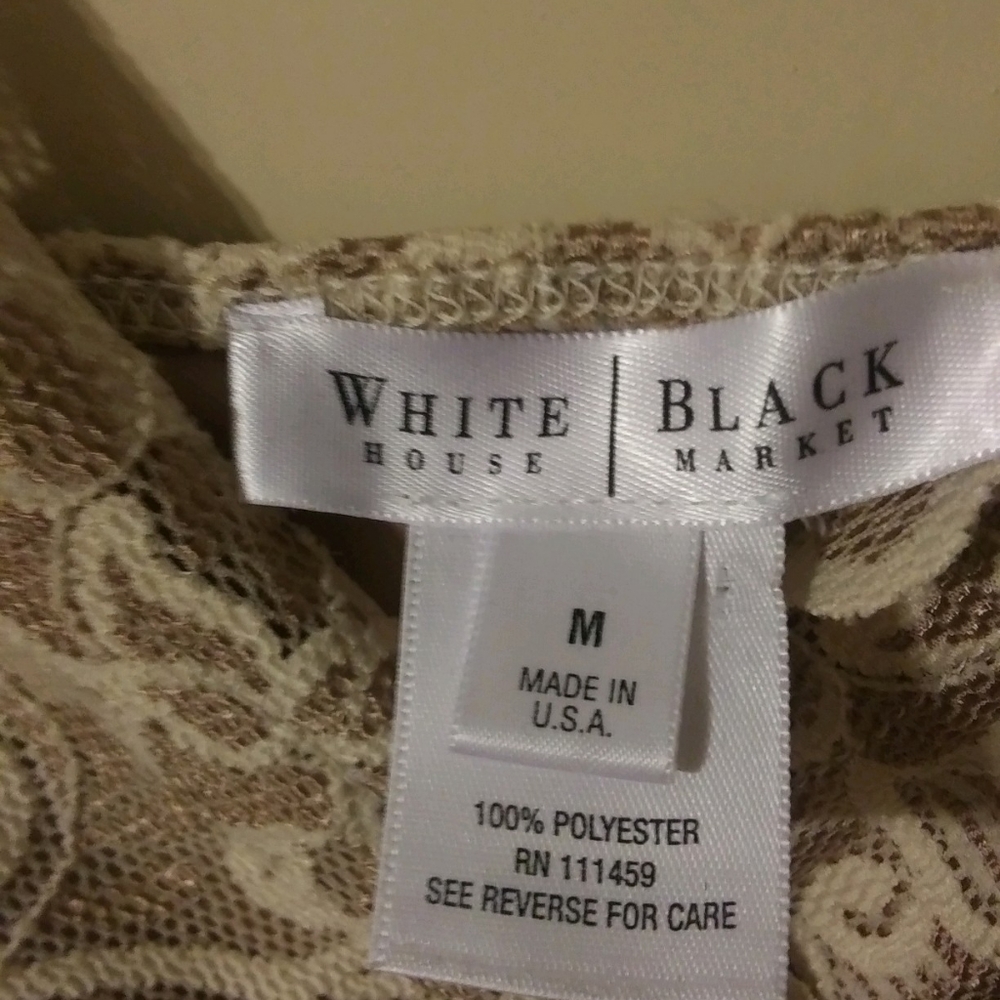 WHITE HOUSE | BLACK MARKET
M
MADE IN
U.S.A.
100% POLYESTER
RN 111459
SEE REVERSE FOR CARE